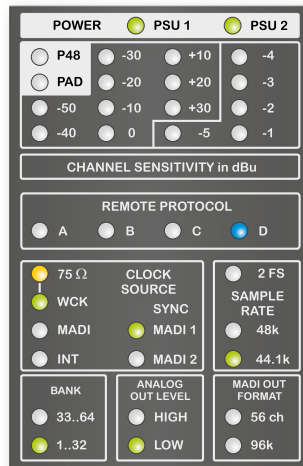 POWER PSU 1 PSU 2
P48 -30 +10 -4
PAD -20 +20 -3
-50 -10 +30 -2
-40 0 -5 -1
CHANNEL SENSITIVITY in dBu
REMOTE PROTOCOL
A B C D
75 Ω CLOCK SOURCE 2 FS
WCK SYNC SAMPLE RATE
MADI MADI 1 48k
INT MADI 2 44.1k
BANK ANALOG OUT LEVEL MADI OUT FORMAT
33..64 HIGH 56 ch
1..32 LOW 96k